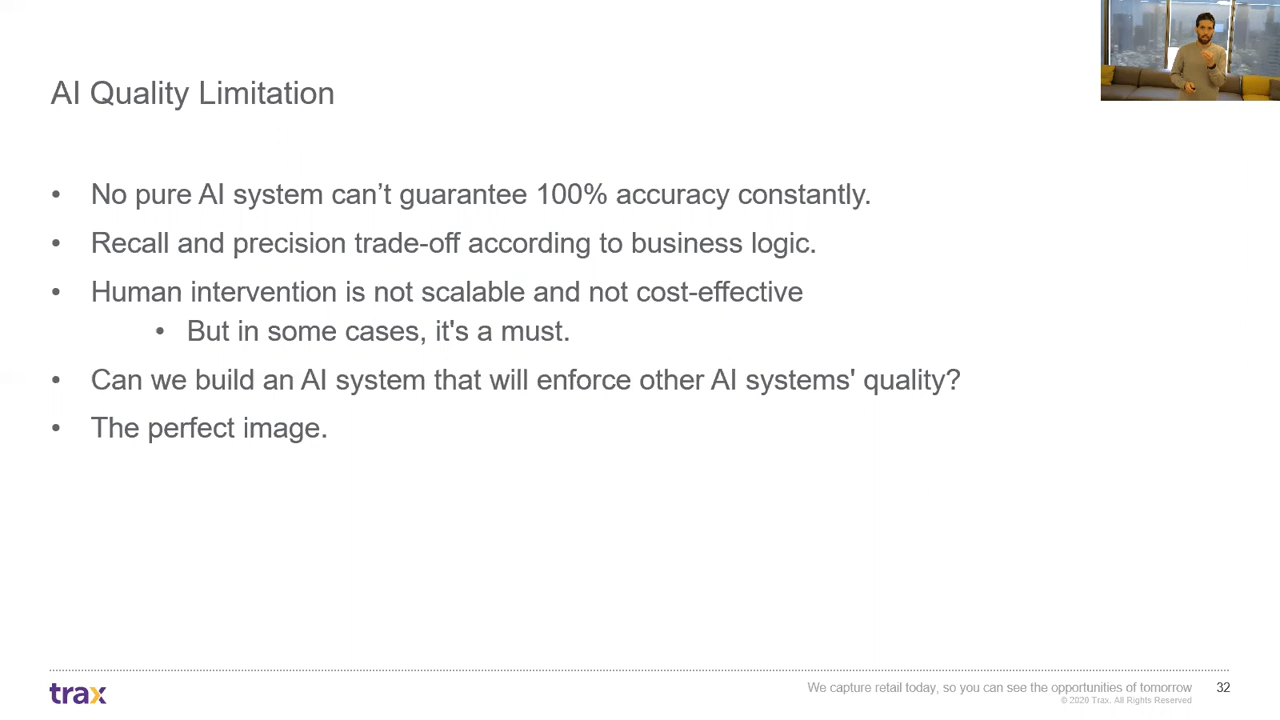 AI Quality Limitation
• No pure AI system can’t guarantee 100% accuracy constantly.
• Recall and precision trade-off according to business logic.
• Human intervention is not scalable and not cost-effective
• But in some cases, it's a must.
• Can we build an AI system that will enforce other AI systems' quality?
• The perfect image.
trax
We capture retail today, so you can see the opportunities of tomorrow 32
© 2020 Trax. All Rights Reserved